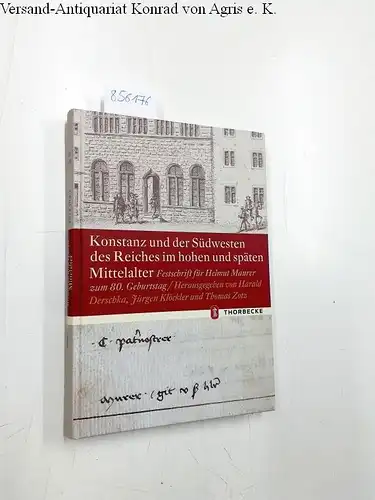 Versand-Antiquariat Konrad von Agris e. K.
856176
Konstanz und der Südwesten
des Reiches im hohen und späten
Mittelalter Festschrift für Helmut Maurer
zum 80. Geburtstag / Herausgegeben von Harald
Derschka, Jürgen Klöckler und Thomas Zotz
THORBECKE